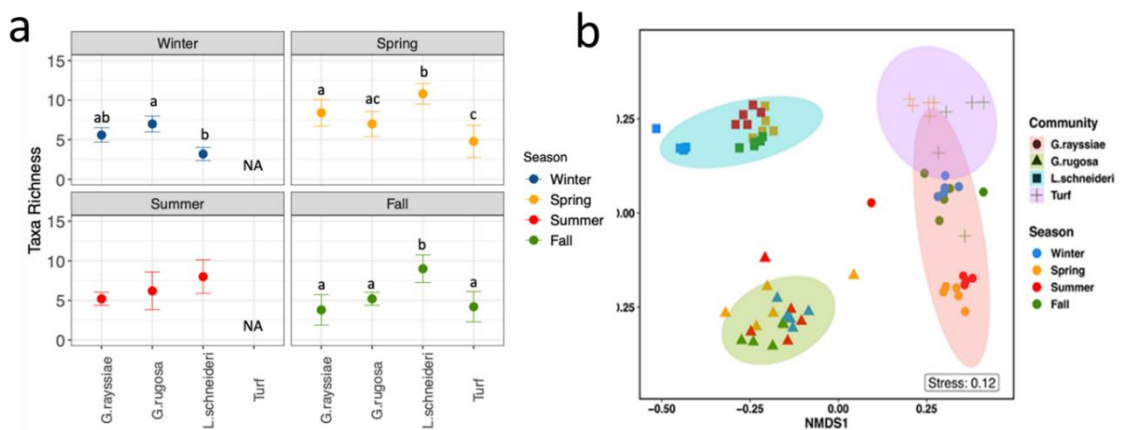 a
Winter
Spring
Taxa Richness
15
10
5
0
ab
a
b
NA
a
ac
b
c
Summer
Fall
15
10
5
0
NA
a
a
b
a
G.rayssiae
G.rugosa
L.schneideri
Turf
G.rayssiae
G.rugosa
L.schneideri
Turf
Season
Winter
Spring
Summer
Fall
b
0.25
0.00
0.25
Stress: 0.12
−0.50
−0.25
0.00
0.25
NMDS1
Community
G.rayssiae
G.rugosa
L.schneideri
Turf
Season
Winter
Spring
Summer
Fall